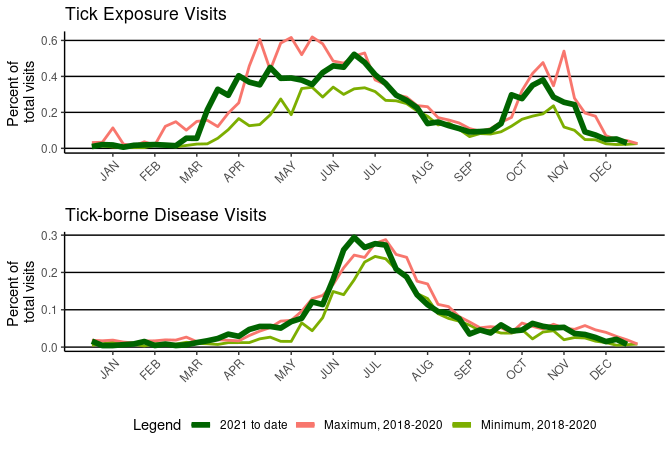 Tick Exposure Visits
Percent of
total visits
0.6
0.4
0.2
0.0
JAN FEB MAR APR MAY JUN JUL AUG SEP OCT NOV DEC
Tick-borne Disease Visits
Percent of
total visits
0.3
0.2
0.1
0.0
JAN FEB MAR APR MAY JUN JUL AUG SEP OCT NOV DEC
Legend 2021 to date Maximum, 2018-2020 Minimum, 2018-2020